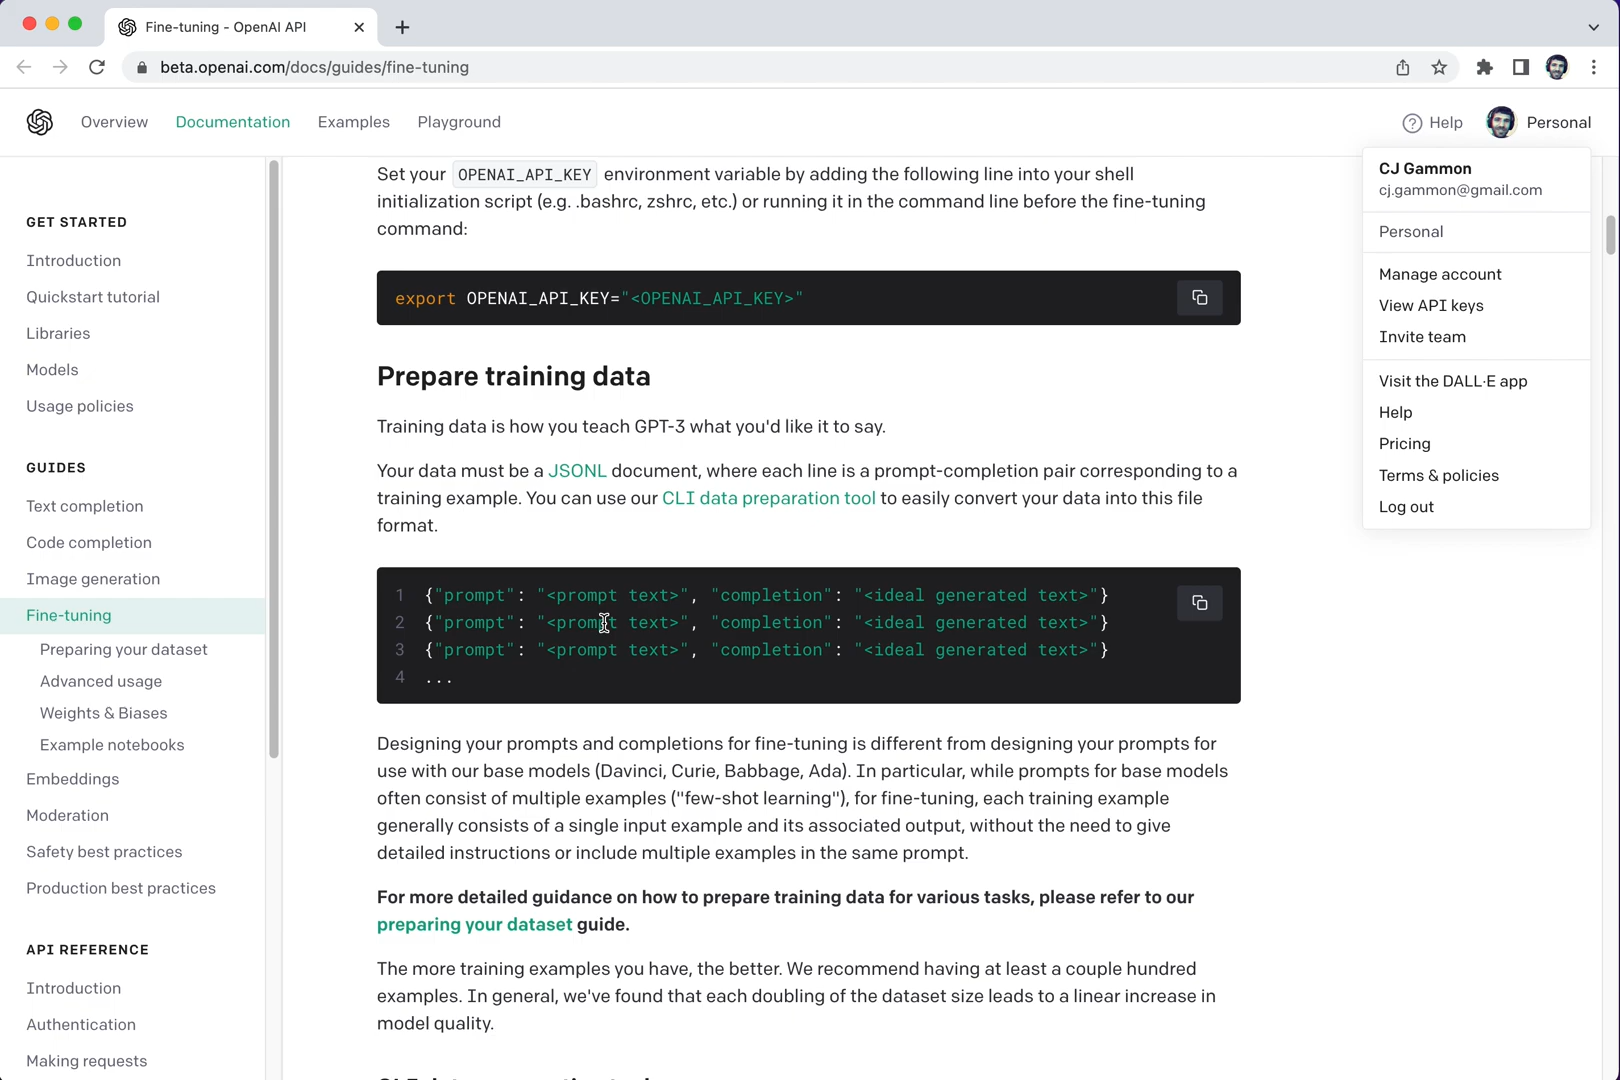 Fine-tuning - OpenAI API
beta.openai.com/docs/guides/fine-tuning
Overview
Documentation
Examples
Playground
Help
Personal
CJ Gammon
cj.gammon@gmail.com
Personal
Manage account
View API keys
Invite team
Visit the DALL·E app
Help
Pricing
Terms & policies
Log out
GET STARTED
Introduction
Quickstart tutorial
Libraries
Models
Usage policies
GUIDES
Text completion
Code completion
Image generation
Fine-tuning
Preparing your dataset
Advanced usage
Weights & Biases
Example notebooks
Embeddings
Moderation
Safety best practices
Production best practices
API REFERENCE
Introduction
Authentication
Making requests
Set your OPENAI_API_KEY environment variable by adding the following line into your shell
initialization script (e.g. .bashrc, zshrc, etc.) or running it in the command line before the fine-tuning
command:
export OPENAI_API_KEY="<OPENAI_API_KEY>"
Prepare training data
Training data is how you teach GPT-3 what you'd like it to say.
Your data must be a JSONL document, where each line is a prompt-completion pair corresponding to a
training example. You can use our CLI data preparation tool to easily convert your data into this file
format.
1 {"prompt": "<prompt text>", "completion": "<ideal generated text>"}
2 {"prompt": "<prompt text>", "completion": "<ideal generated text>"}
3 {"prompt": "<prompt text>", "completion": "<ideal generated text>"}
4 ...
Designing your prompts and completions for fine-tuning is different from designing your prompts for
use with our base models (Davinci, Curie, Babbage, Ada). In particular, while prompts for base models
often consist of multiple examples ("few-shot learning"), for fine-tuning, each training example
generally consists of a single input example and its associated output, without the need to give
detailed instructions or include multiple examples in the same prompt.
For more detailed guidance on how to prepare training data for various tasks, please refer to our
preparing your dataset guide.
The more training examples you have, the better. We recommend having at least a couple hundred
examples. In general, we've found that each doubling of the dataset size leads to a linear increase in
model quality.